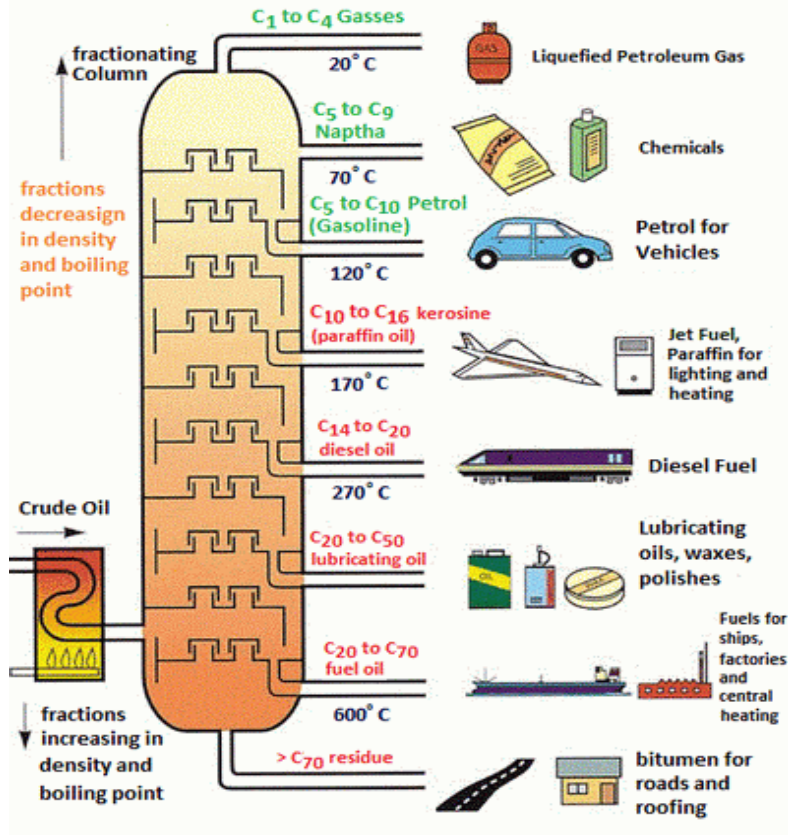 C1 to C4 Gasses
fractionating
Column
20° C
GAS
Liquefied Petroleum Gas
C5 to C9
Naptha
70° C
Chemicals
fractions
decreasign
in density
and boiling
point
C5 to C10 Petrol
(Gasoline)
120° C
Petrol for
Vehicles
C10 to C16 kerosine
(paraffin oil)
170° C
Jet Fuel,
Paraffin for
lighting and
heating
C14 to C20
diesel oil
270° C
Diesel Fuel
Crude Oil
C20 to C50
lubricating oil
OIL
Lubricating
oils, waxes,
polishes
C20 to C70
fuel oil
600° C
Fuels for
ships,
factories
and
central
heating
fractions
increasing in
density and
boiling point
> C70 residue
bitumen for
roads and
roofing